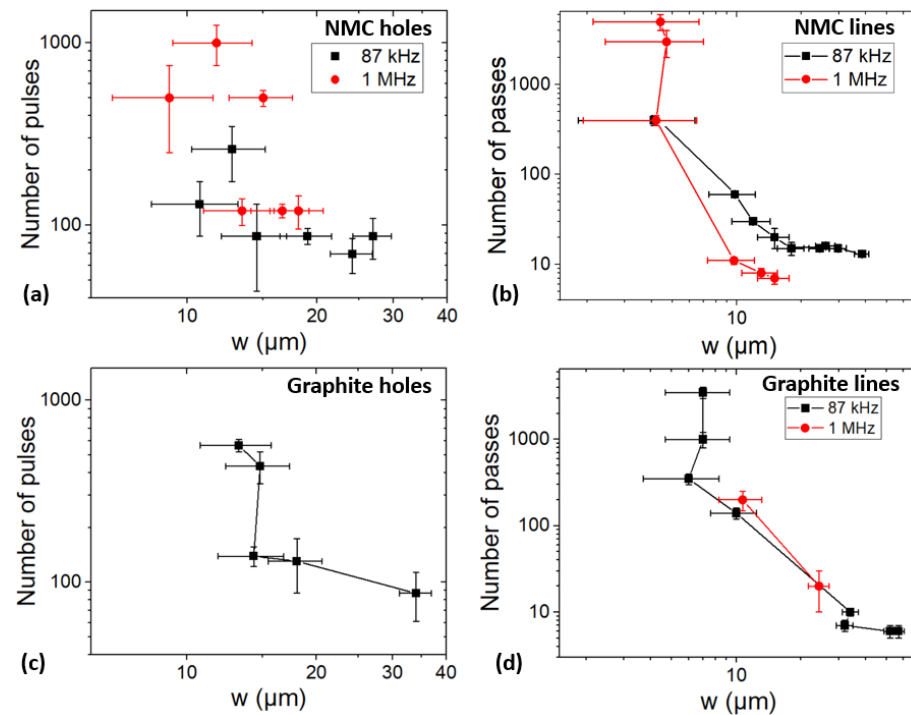 NMC holes
87 kHz
1 MHz
1000
100
Number of pulses
(a)
10
20
30
40
w (µm)
NMC lines
87 kHz
1 MHz
1000
100
10
Number of passes
(b)
10
w (µm)
Graphite holes
1000
100
Number of pulses
(c)
10
20
30
40
w (µm)
Graphite lines
87 kHz
1 MHz
1000
100
10
Number of passes
(d)
10
w (µm)